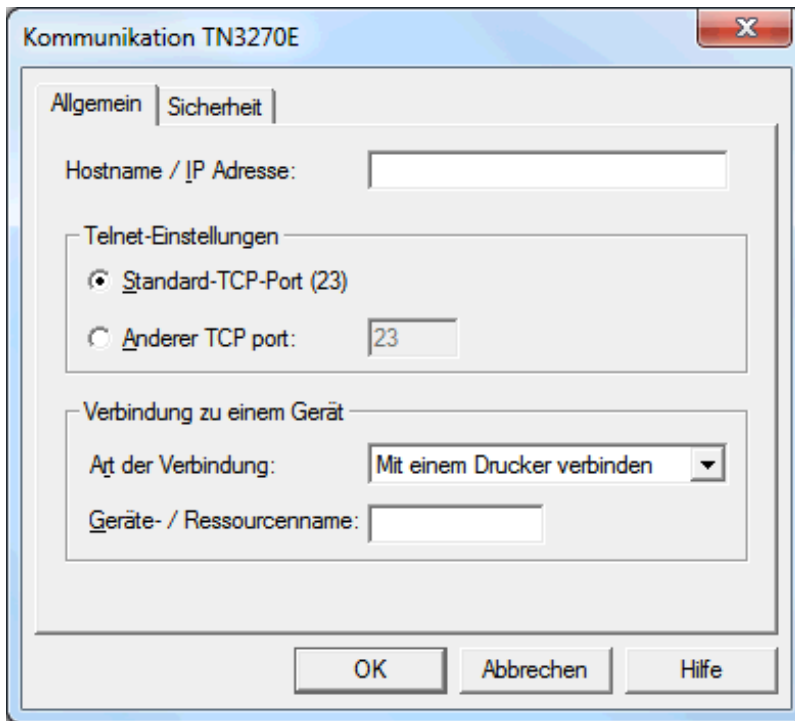 Kommunikation TN3270E
Allgemein Sicherheit
Hostname / IP Adresse:
Telnet-Einstellungen
Standard-TCP-Port (23)
Anderer TCP port: 23
Verbindung zu einem Gerät
Art der Verbindung: Mit einem Drucker verbinden
Geräte- / Ressourcenname:
OK Abbrechen Hilfe